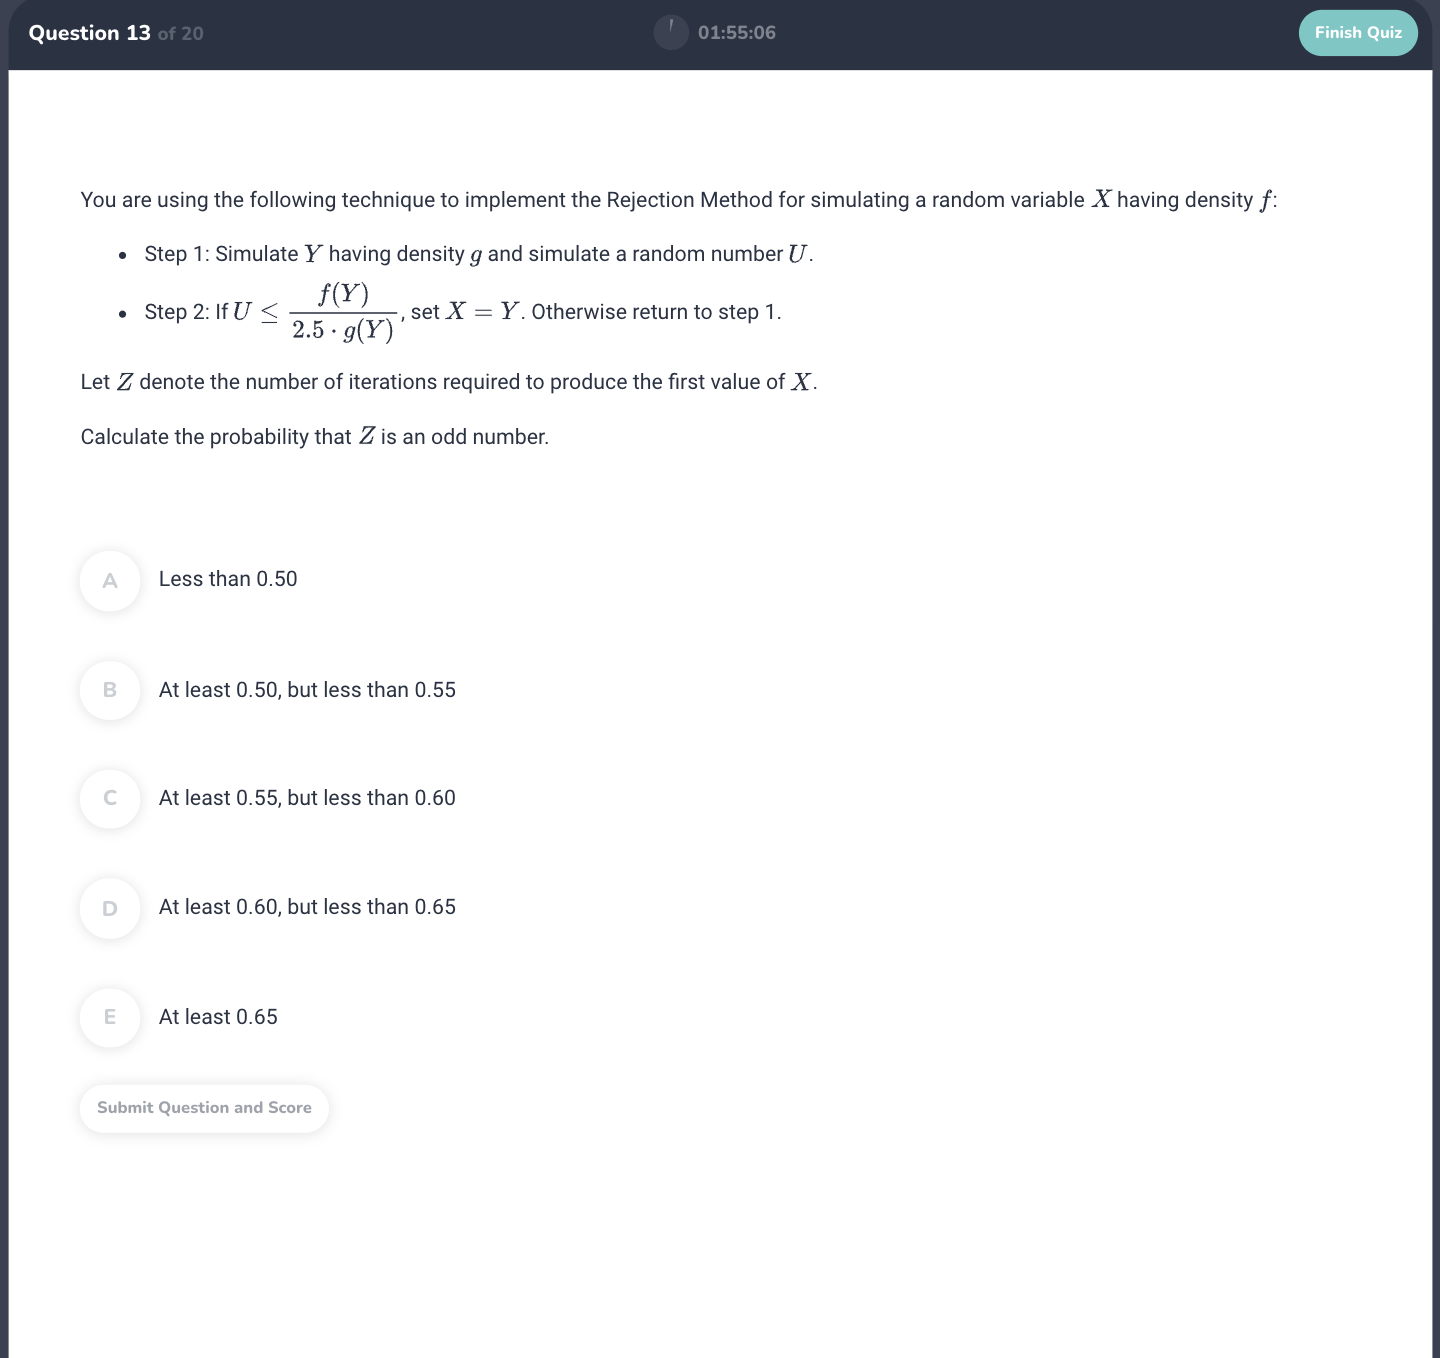 Question 13 of 20
01:55:06
Finish Quiz
You are using the following technique to implement the Rejection Method for simulating a random variable X having density f:
• Step 1: Simulate Y having density g and simulate a random number U.
• Step 2: If U ≤ f(Y) / 2.5 · g(Y), set X = Y. Otherwise return to step 1.
Let Z denote the number of iterations required to produce the first value of X.
Calculate the probability that Z is an odd number.
A Less than 0.50
B At least 0.50, but less than 0.55
C At least 0.55, but less than 0.60
D At least 0.60, but less than 0.65
E At least 0.65
Submit Question and Score